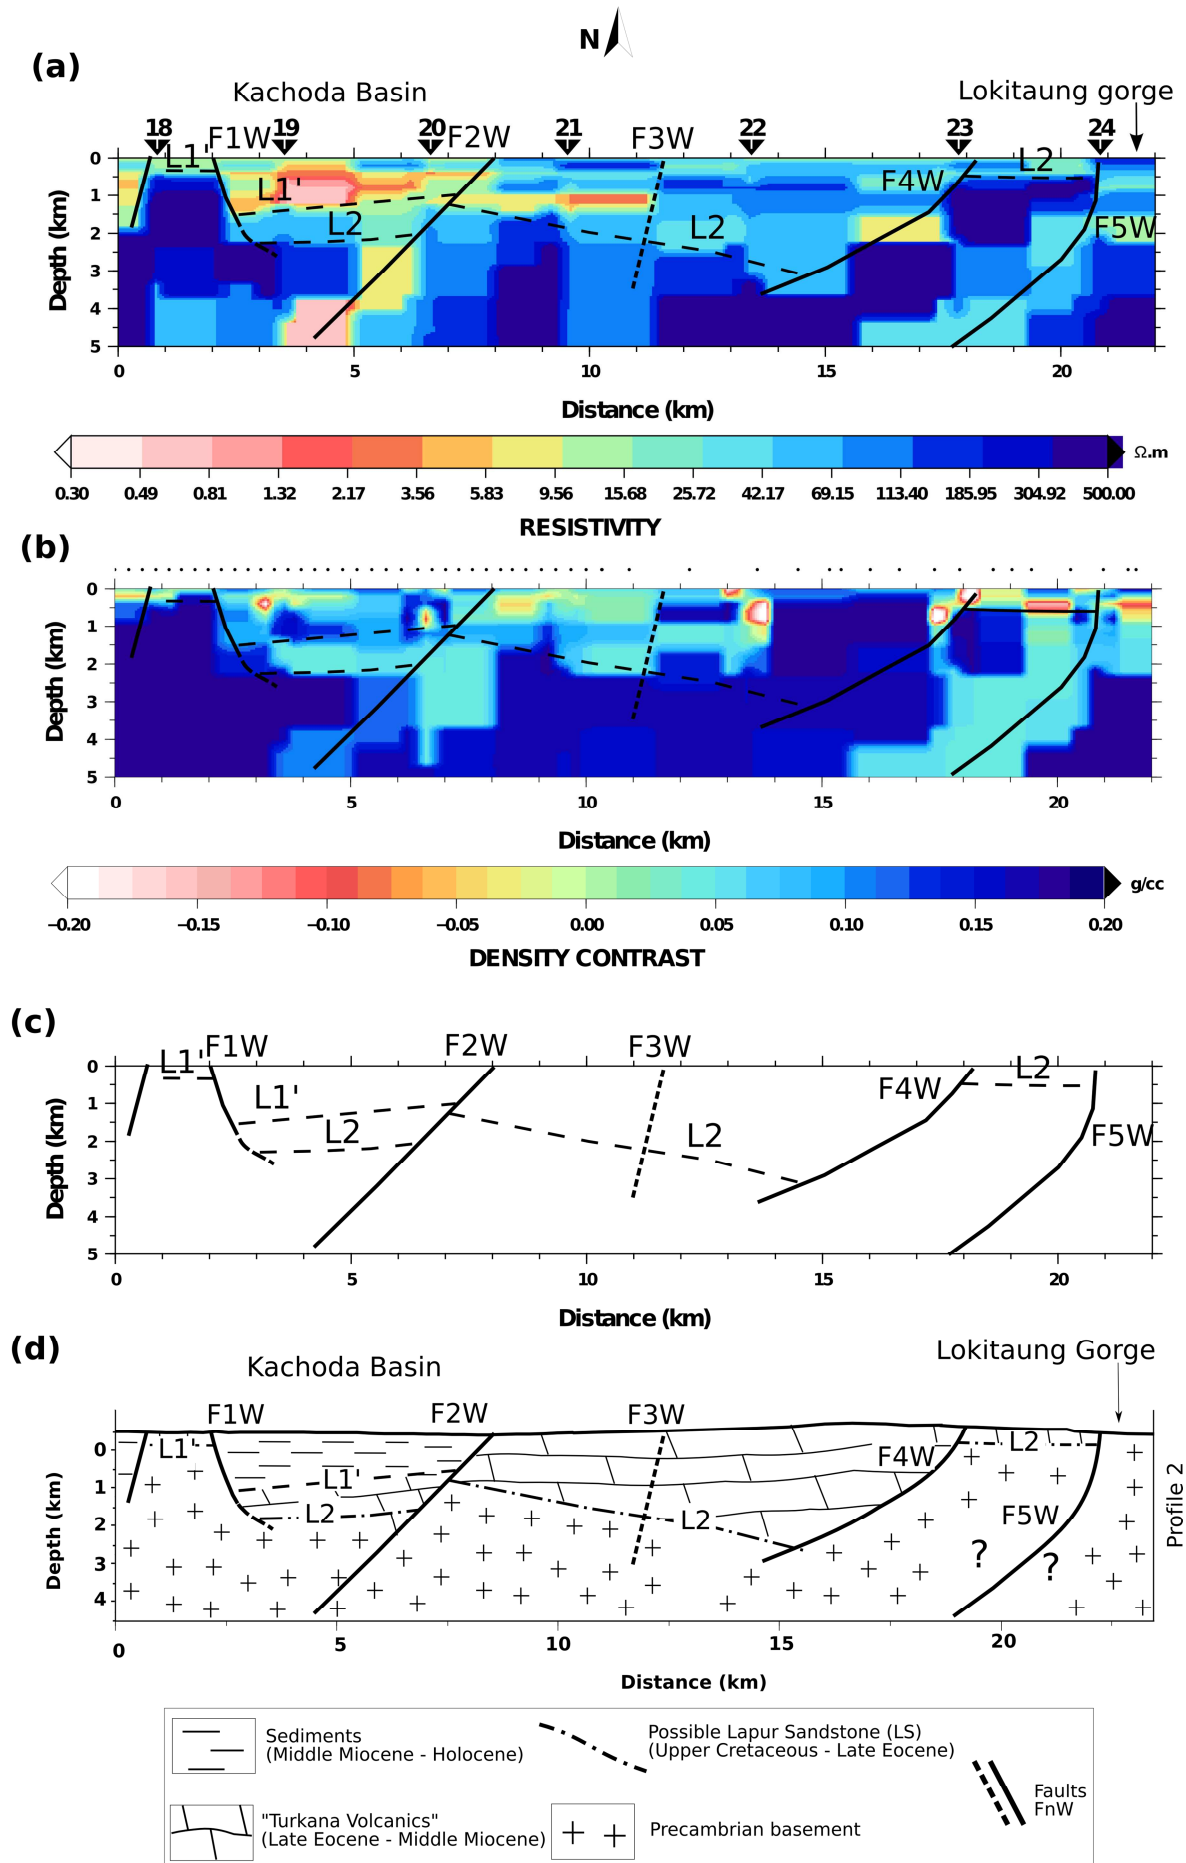 N
(a)
Kachoda Basin
Lokitaung gorge
18 F1W 19 20 F2W 21 F3W 22 23 24
L1'
L2
L1'
F4W
L2
L2
F5W
0
1
2
3
4
5
Depth (km)
0 5 10 15 20
Distance (km)
Ω.m
0.30 0.49 0.81 1.32 2.17 3.56 5.83 9.56 15.68 25.72 42.17 69.15 113.40 185.95 304.92 500.00
RESISTIVITY
(b)
0
1
2
3
4
5
Depth (km)
0 5 10 15 20
Distance (km)
g/cc
−0.20 −0.15 −0.10 −0.05 0.00 0.05 0.10 0.15 0.20
DENSITY CONTRAST
(c)
L1' F1W F2W F3W L2
L1'
F4W
L2
L2
F5W
0
1
2
3
4
5
Depth (km)
0 5 10 15 20
Distance (km)
(d)
Kachoda Basin
Lokitaung Gorge
F1W F2W F3W
L1'
L2
F4W
L1'
L2
L2
F5W
? ?
0
1
2
3
4
Depth (km)
Profile 2
0 5 10 15 20
Distance (km)
Sediments
(Middle Miocene - Holocene)
Possible Lapur Sandstone (LS)
(Upper Cretaceous - Late Eocene)
Faults
FnW
"Turkana Volcanics"
(Late Eocene - Middle Miocene)
Precambrian basement